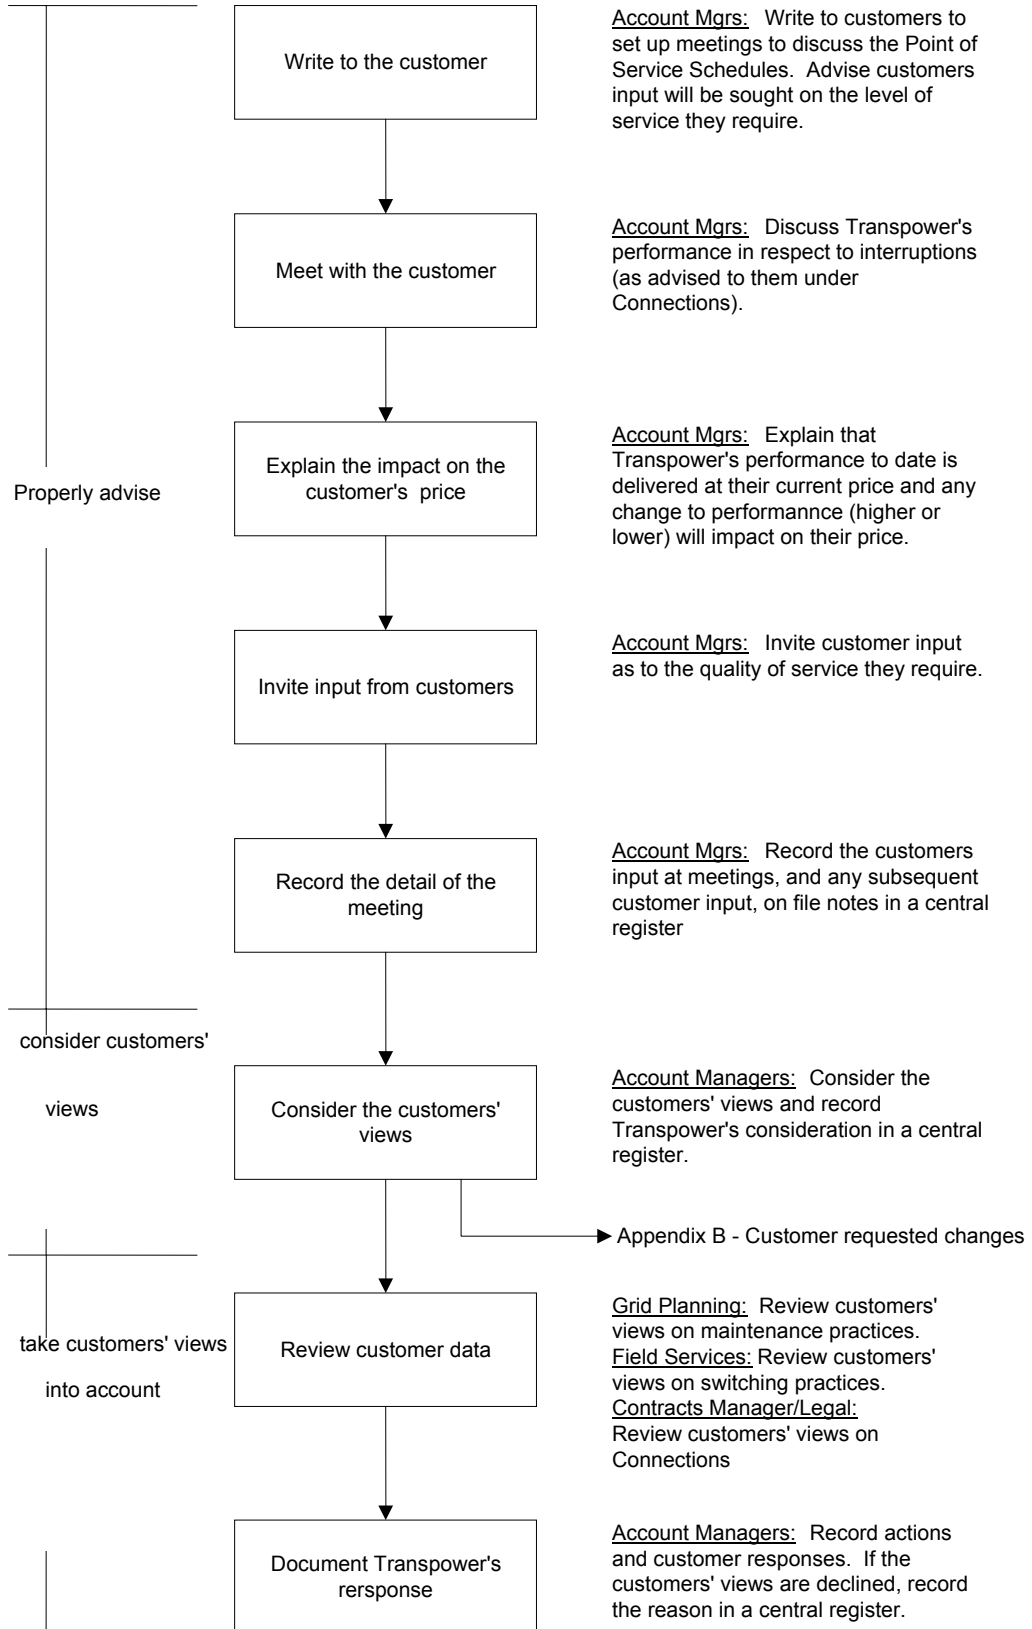 Write to the customer
Account Mgrs: Write to customers to
set up meetings to discuss the Point of
Service Schedules. Advise customers
input will be sought on the level of
service they require.
Meet with the customer
Account Mgrs: Discuss Transpower's
performance in respect to interruptions
(as advised to them under
Connections).
Properly advise
Explain the impact on the
customer's price
Account Mgrs: Explain that
Transpower's performance to date is
delivered at their current price and any
change to performannce (higher or
lower) will impact on their price.
Invite input from customers
Account Mgrs: Invite customer input
as to the quality of service they require.
Record the detail of the
meeting
Account Mgrs: Record the customers
input at meetings, and any subsequent
customer input, on file notes in a central
register
consider customers'
views
Consider the customers'
views
Account Managers: Consider the
customers' views and record
Transpower's consideration in a central
register.
Appendix B - Customer requested changes
take customers' views
into account
Review customer data
Grid Planning: Review customers'
views on maintenance practices.
Field Services: Review customers'
views on switching practices.
Contracts Manager/Legal:
Review customers' views on
Connections
Document Transpower's
rersponse
Account Managers: Record actions
and customer responses. If the
customers' views are declined, record
the reason in a central register.